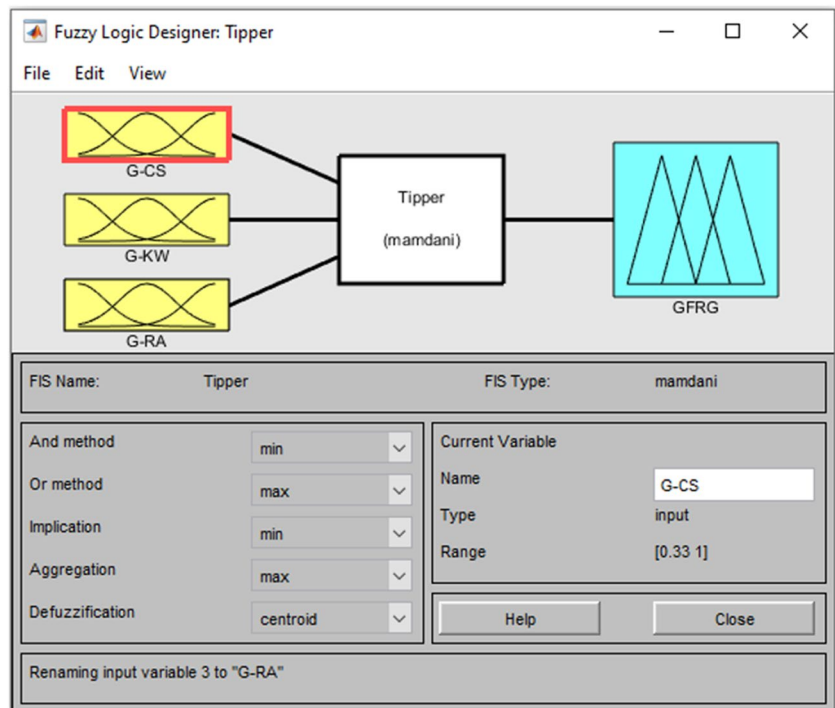 Fuzzy Logic Designer: Tipper
File Edit View
G-CS
G-KW
G-RA
Tipper
(mamdani)
GFRG
FIS Name: Tipper FIS Type: mamdani
And method min
Or method max
Implication min
Aggregation max
Defuzzification centroid
Current Variable
Name G-CS
Type input
Range [0.33 1]
Help Close
Renaming input variable 3 to "G-RA"